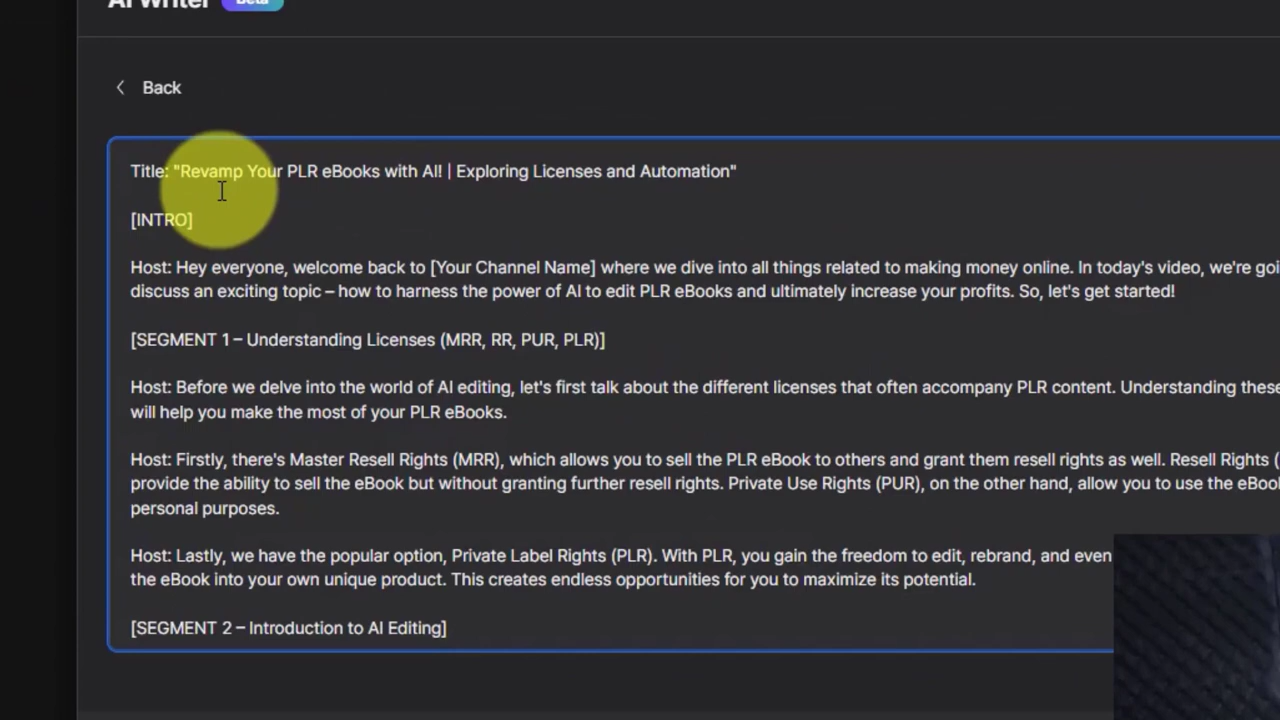 AI Writer Beta
Back
Title: "Revamp Your PLR eBooks with AI! | Exploring Licenses and Automation"
[INTRO]
Host: Hey everyone, welcome back to [Your Channel Name] where we dive into all things related to making money online. In today's video, we're
discuss an exciting topic – how to harness the power of AI to edit PLR eBooks and ultimately increase your profits. So, let's get started!
[SEGMENT 1 – Understanding Licenses (MRR, RR, PUR, PLR)]
Host: Before we delve into the world of AI editing, let's first talk about the different licenses that often accompany PLR content. Understanding these
will help you make the most of your PLR eBooks.
Host: Firstly, there's Master Resell Rights (MRR), which allows you to sell the PLR eBook to others and grant them resell rights as well. Resell Rights (
provide the ability to sell the eBook but without granting further resell rights. Private Use Rights (PUR), on the other hand, allow you to use the
personal purposes.
Host: Lastly, we have the popular option, Private Label Rights (PLR). With PLR, you gain the freedom to edit, rebrand, and even
the eBook into your own unique product. This creates endless opportunities for you to maximize its potential.
[SEGMENT 2 – Introduction to AI Editing]